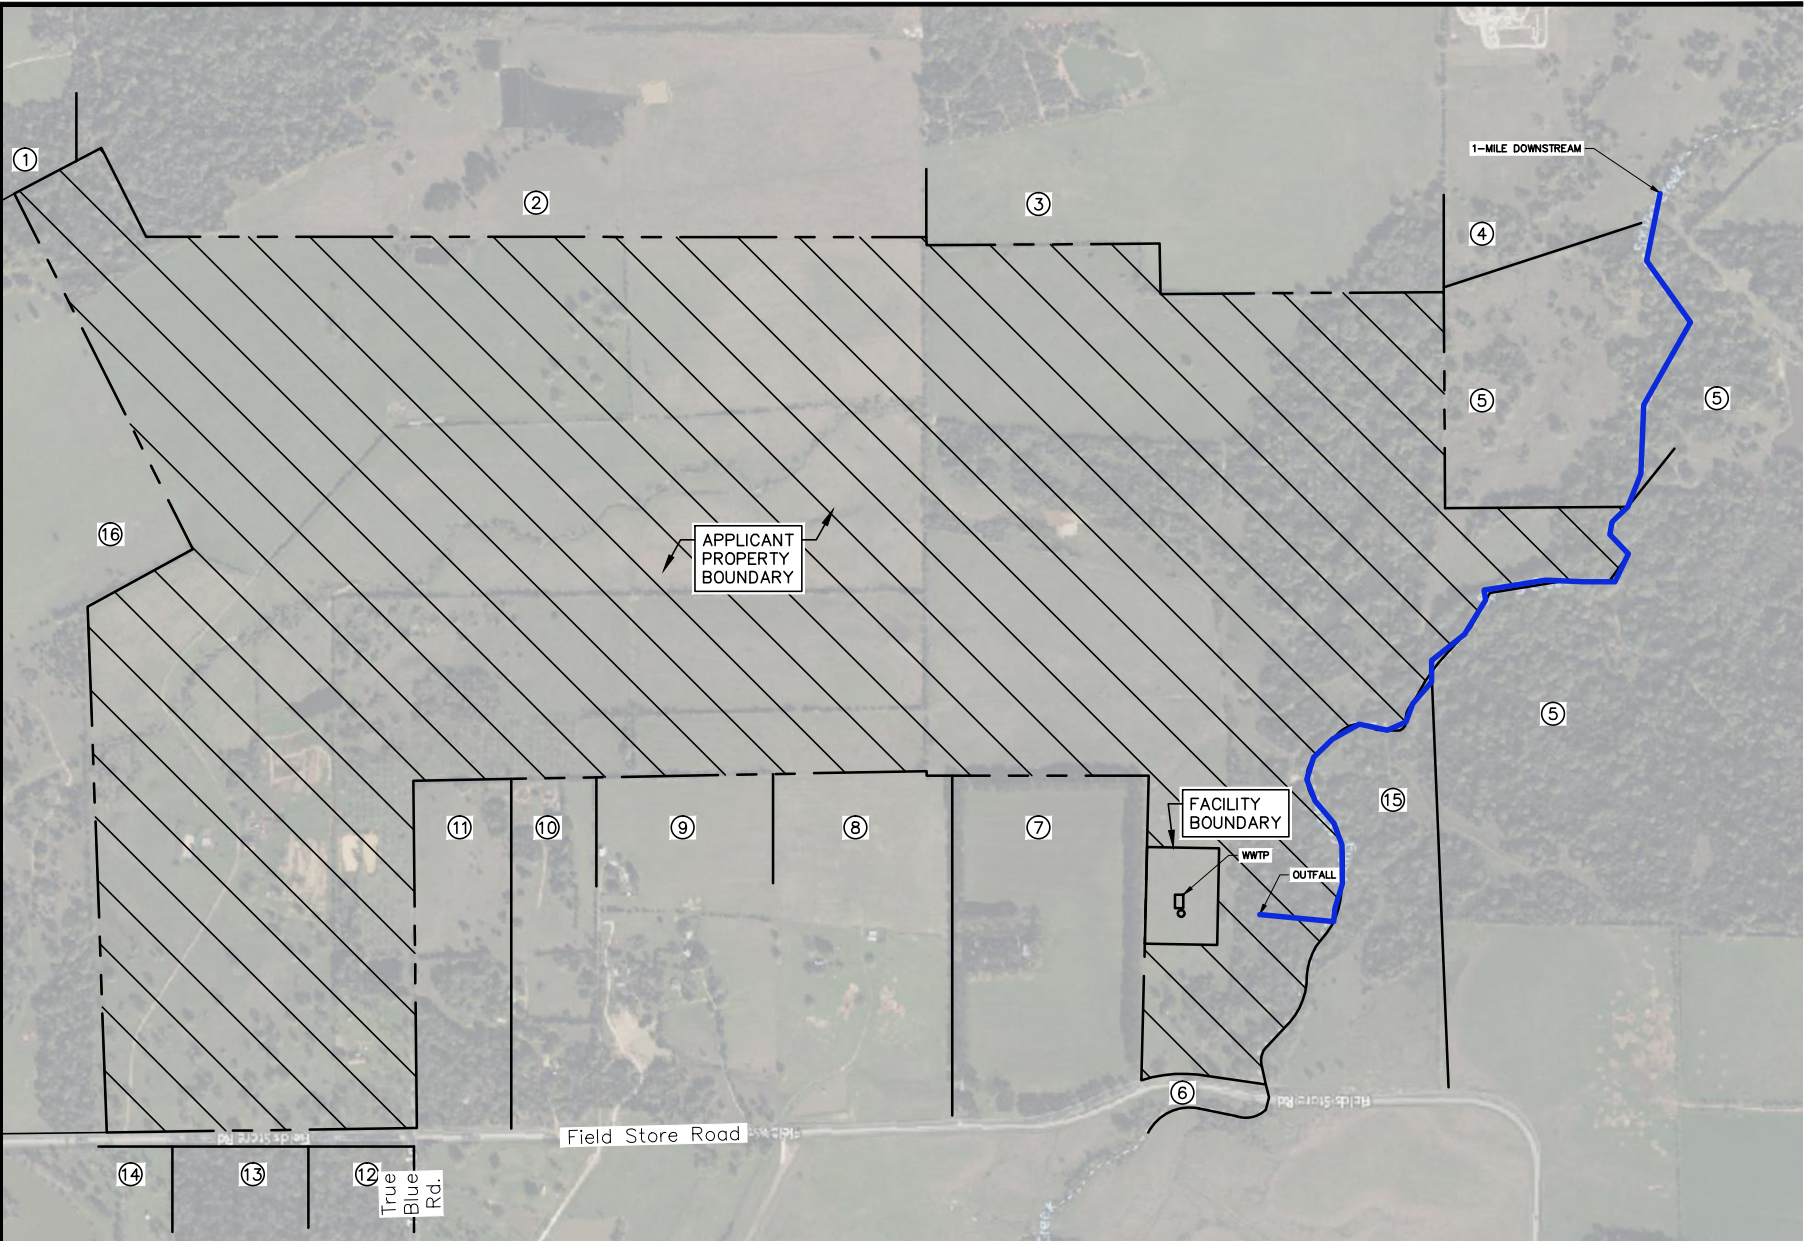 1-MILE DOWNSTREAM
①
②
③
④
⑤
⑤
⑯
APPLICANT
PROPERTY
BOUNDARY
⑤
FACILITY
BOUNDARY
⑮
⑪
⑩
⑨
⑧
⑦
WWTP
OUTFALL
⑥
Field Store Road
⑭
⑬
⑫
True
Blue
Rd.